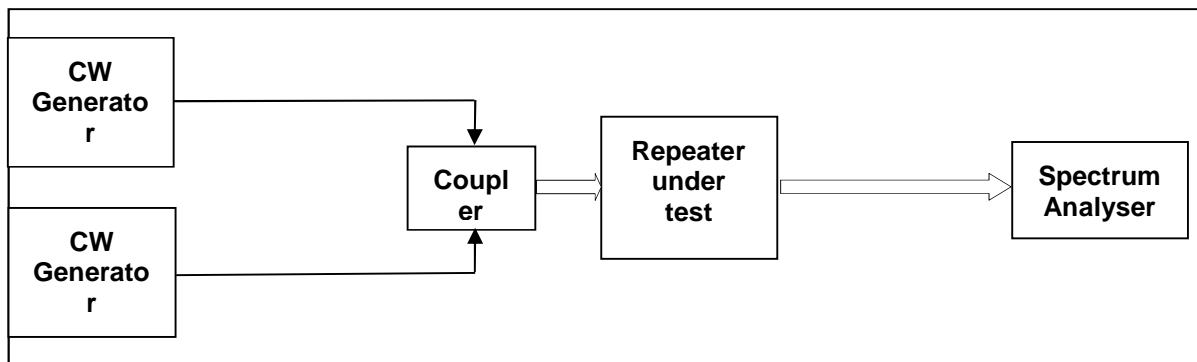 CW
Generato
r
CW
Generato
r
Coupl
er
Repeater
under
test
Spectrum
Analyser